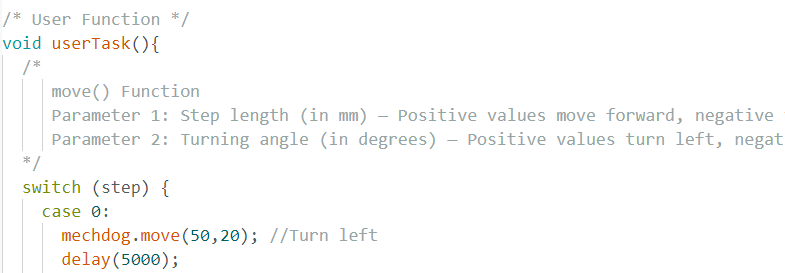 /* User Function */
void userTask(){
/*
move() Function
Parameter 1: Step length (in mm) — Positive values move forward, negative
Parameter 2: Turning angle (in degrees) — Positive values turn left,
*/
switch (step) {
case 0:
mechdog.move(50,20); //Turn left
delay(5000);